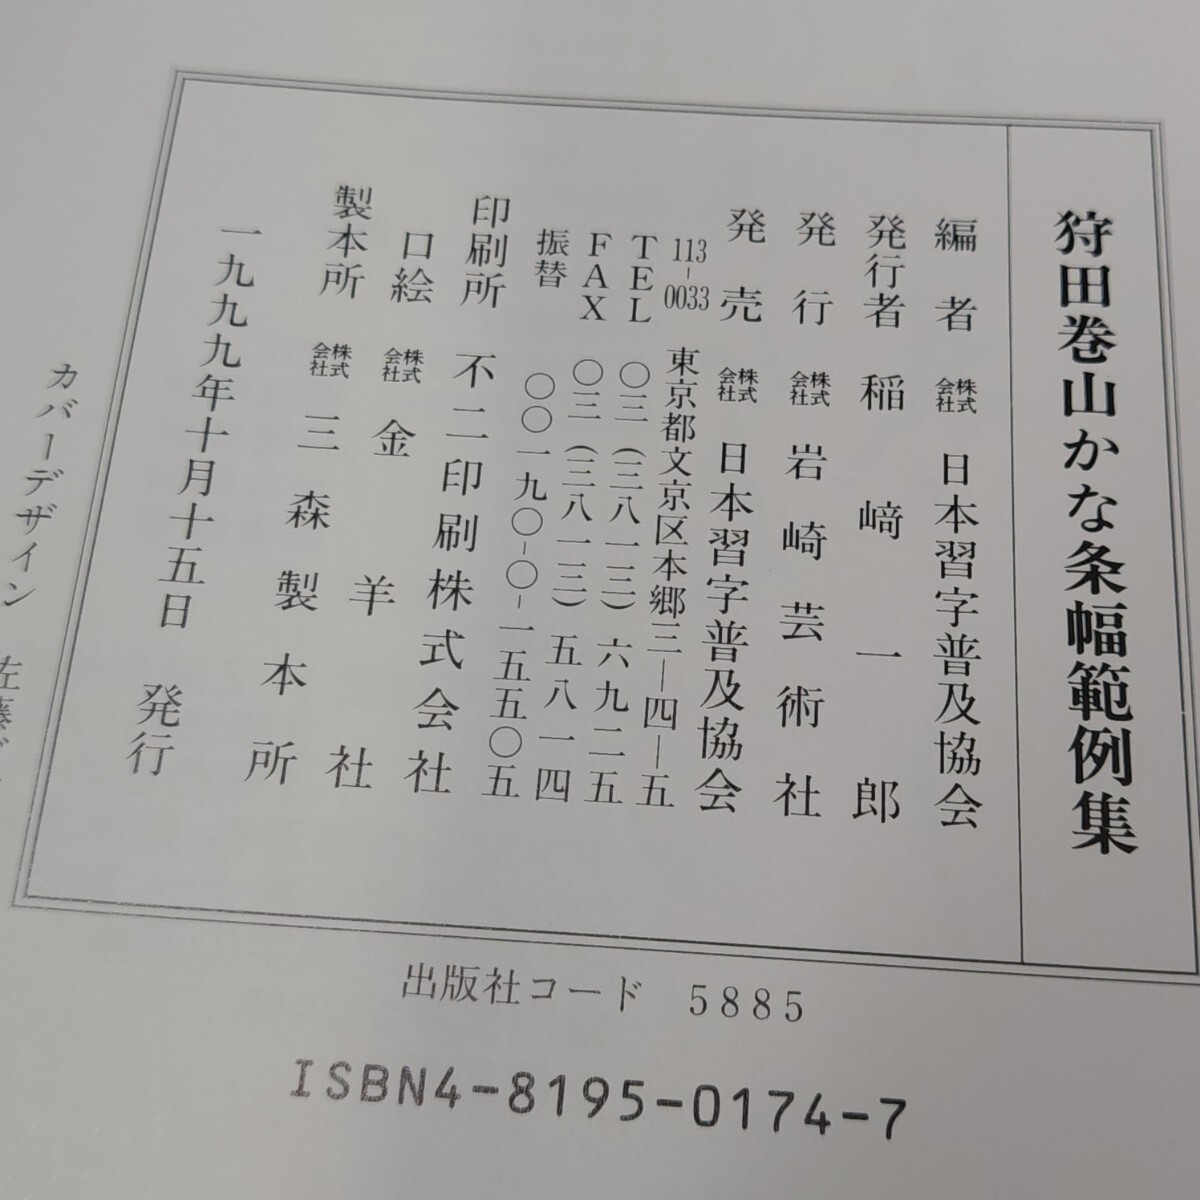 狩田巻山かな条幅範例集
編者 株式会社 日本習字普及協会
発行者 稲﨑一郎
発行 株式会社 岩崎芸術社
発売 株式会社 日本習字普及協会
113-0033 東京都文京区本郷三―四―五
TEL 〇三(三八一三)六九二五
FAX 〇三(三八一三)五八一四
振替 〇〇一九〇-〇-一五五〇五
印刷所 不二印刷株式会社
口絵 株式会社 金羊社
製本所 株式会社 三森製本所
一九九九年十月十五日 発行
カバーデザイン 佐藤
出版社コード 5885
ISBN4-8195-0174-7